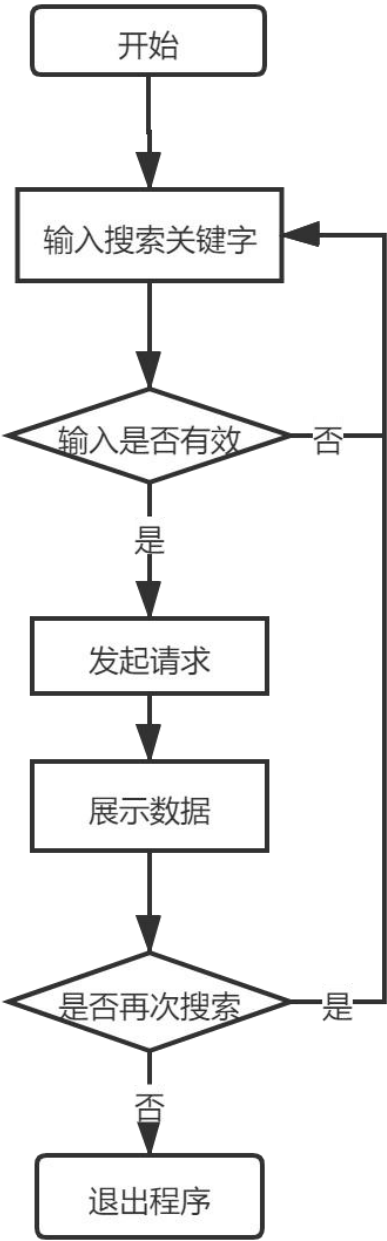 开始
输入搜索关键字
输入是否有效
否
是
发起请求
展示数据
是否再次搜索
是
否
退出程序